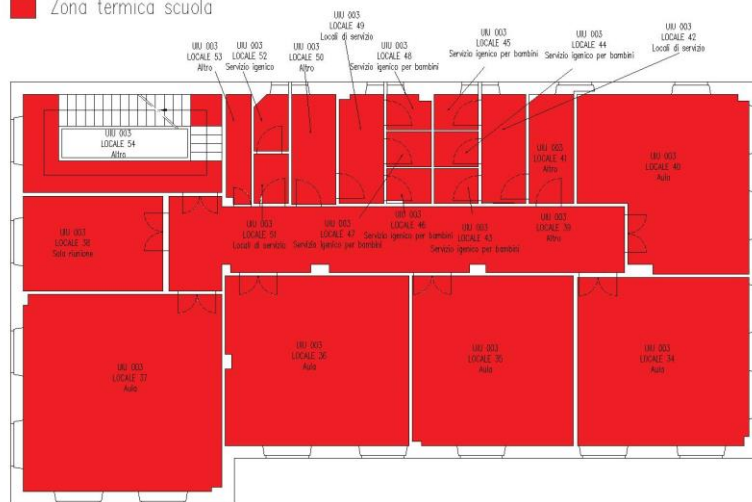 Zona termica scuola
UIU 003
LOCALE 53
Altro
UIU 003
LOCALE 52
Servizio igenico
UIU 003
LOCALE 50
Altro
UIU 003
LOCALE 49
Locali di servizio
UIU 003
LOCALE 48
Servizio igenico per bambini
UIU 003
LOCALE 45
Servizio igenico per bambini
UIU 003
LOCALE 44
Servizio igenico per bambini
UIU 003
LOCALE 42
Locali di servizio
UIU 003
LOCALE 54
Altro
UIU 003
LOCALE 41
Altro
UIU 003
LOCALE 40
Aula
UIU 003
LOCALE 38
Sala riunione
UIU 003
LOCALE 51
Locali di servizio
UIU 003
LOCALE 47
Servizio igenico per bambini
UIU 003
LOCALE 46
Servizio igenico per bambini
UIU 003
LOCALE 43
Servizio igenico per bambini
UIU 003
LOCALE 39
Altro
UIU 003
LOCALE 37
Aula
UIU 003
LOCALE 36
Aula
UIU 003
LOCALE 35
Aula
UIU 003
LOCALE 34
Aula